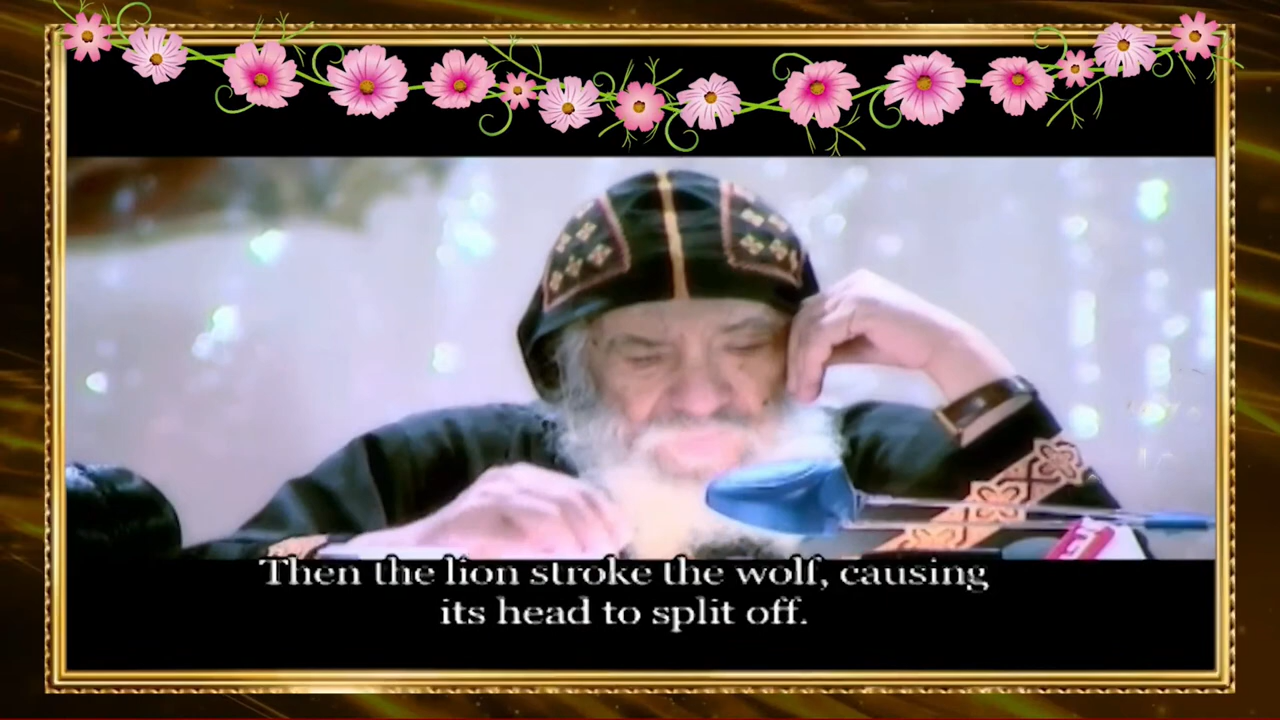 Then the lion stroke the wolf, causing
its head to split off.